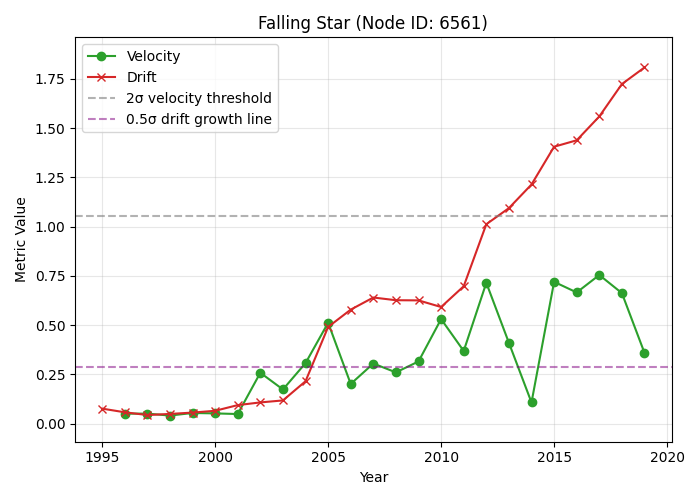 Falling Star (Node ID: 6561)
Velocity
Drift
2σ velocity threshold
0.5σ drift growth line
Metric Value
1.75
1.50
1.25
1.00
0.75
0.50
0.25
0.00
1995
2000
2005
2010
2015
2020
Year